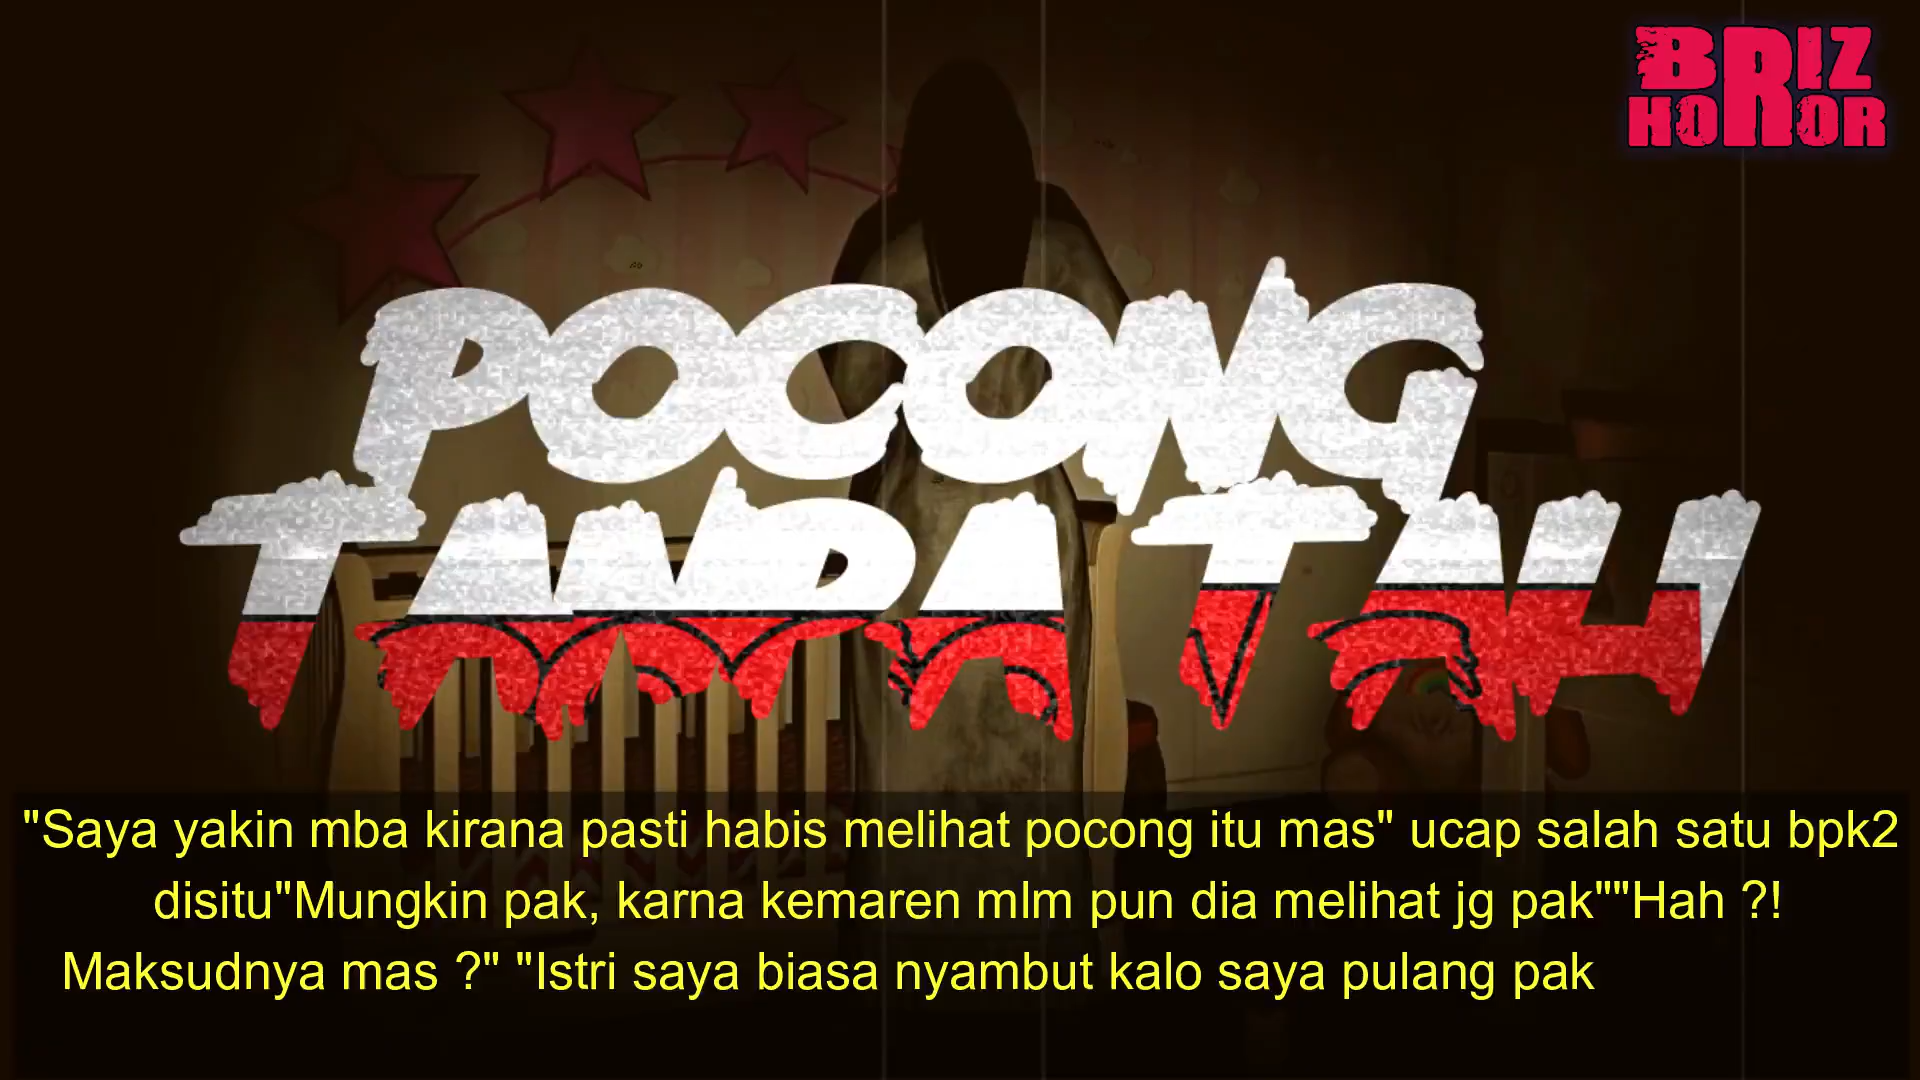 BRIZ
HOROR
POCONG
TANPA TALI
"Saya yakin mba kirana pasti habis melihat pocong itu mas" ucap salah satu bpk2
disitu"Mungkin pak, karna kemaren mlm pun dia melihat jg pak""Hah ?!
Maksudnya mas ?" "Istri saya biasa nyambut kalo saya pulang pak